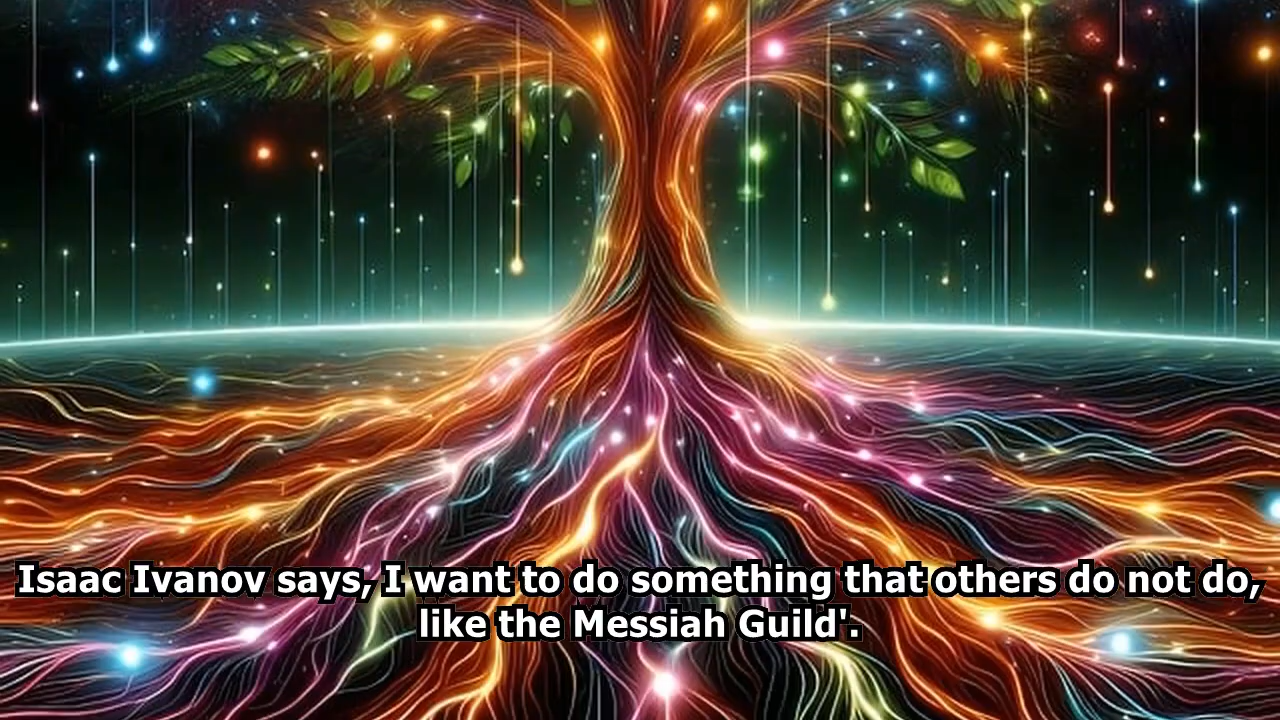 Isaac Ivanov says, I want to do something that others do not do,
like the Messiah Guild'.